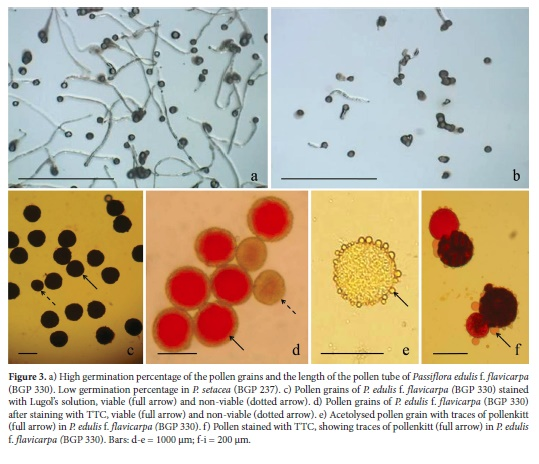 a
b
c
d
e
f
Figure 3. a) High germination percentage of the pollen grains and the length of the pollen tube of Passiflora edulis f. flavicarpa
(BGP 330). Low germination percentage in P. setacea (BGP 237). c) Pollen grains of P. edulis f. flavicarpa (BGP 330) stained
with Lugol's solution, viable (full arrow) and non-viable (dotted arrow). d) Pollen grains of P. edulis f. flavicarpa (BGP 330)
after staining with TTC, viable (full arrow) and non-viable (dotted arrow). e) Acetolysed pollen grain with traces of pollenkitt
(full arrow) in P. edulis f. flavicarpa (BGP 330). f) Pollen stained with TTC, showing traces of pollenkitt (full arrow) in P. edulis
f. flavicarpa (BGP 330). Bars: d-e = 1000 μm; f-i = 200 μm.